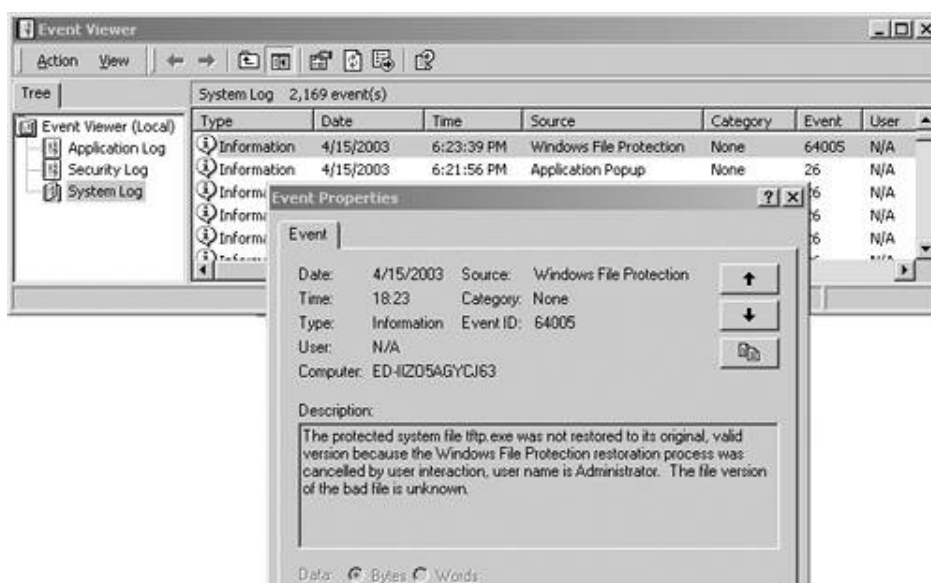 Event Viewer
Action View
Tree
System Log 2,169 event(s)
Event Viewer (Local)
Application Log
Security Log
System Log
Type Date Time Source Category Event User
Information 4/15/2003 6:23:39 PM Windows File Protection None 64005 N/A
Information 4/15/2003 6:21:56 PM Application Popup None 26 N/A
Informa 26 N/A
Informa 26 N/A
Informa 26 N/A
Event Properties
Event
Date: 4/15/2003 Source: Windows File Protection
Time: 18:23 Category: None
Type: Information Event ID: 64005
User: N/A
Computer: ED-IIZO5AGYCJ63
Description:
The protected system file tftp.exe was not restored to its original, valid
version because the Windows File Protection restoration process was
cancelled by user interaction, user name is Administrator. The file version
of the bad file is unknown.
Data: Bytes Words